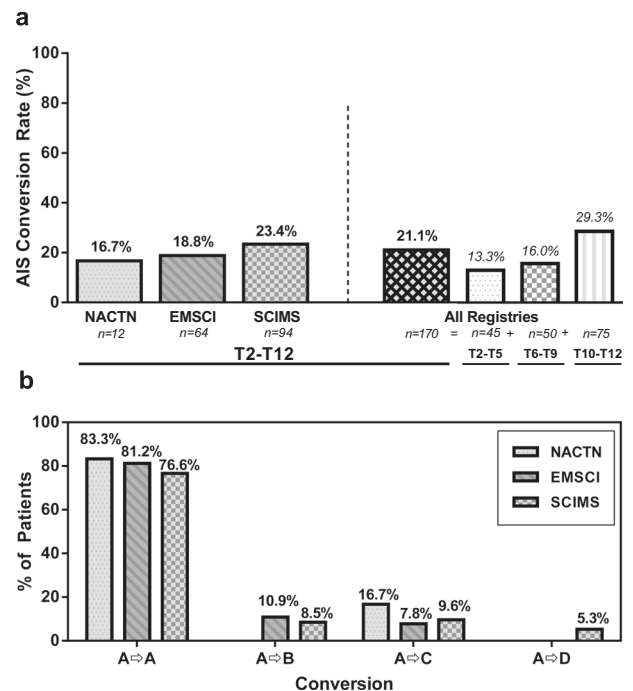 a
AIS Conversion Rate (%)
100
80
60
40
20
0
16.7%
18.8%
23.4%
21.1%
13.3%
16.0%
29.3%
NACTN
EMSCI
SCIMS
All Registries
n=12
n=64
n=94
n=170 = n=45 + n=50 + n=75
T2-T12
T2-T5
T6-T9
T10-T12
b
% of Patients
100
80
60
40
20
0
83.3%
81.2%
76.6%
10.9%
8.5%
16.7%
7.8%
9.6%
5.3%
NACTN
EMSCI
SCIMS
A⇨A
A⇨B
A⇨C
A⇨D
Conversion